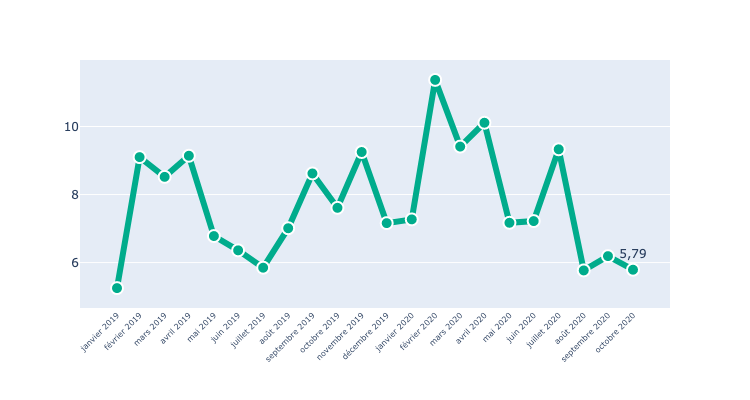 10
8
6
5,79
janvier 2019
février 2019
mars 2019
avril 2019
mai 2019
juin 2019
juillet 2019
août 2019
septembre 2019
octobre 2019
novembre 2019
décembre 2019
janvier 2020
février 2020
mars 2020
avril 2020
mai 2020
juin 2020
juillet 2020
août 2020
septembre 2020
octobre 2020